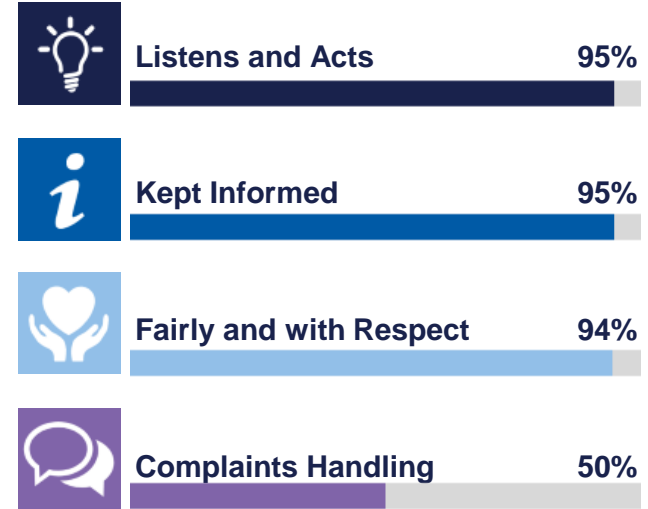 Listens and Acts 95%
Kept Informed 95%
Fairly and with Respect 94%
Complaints Handling 50%